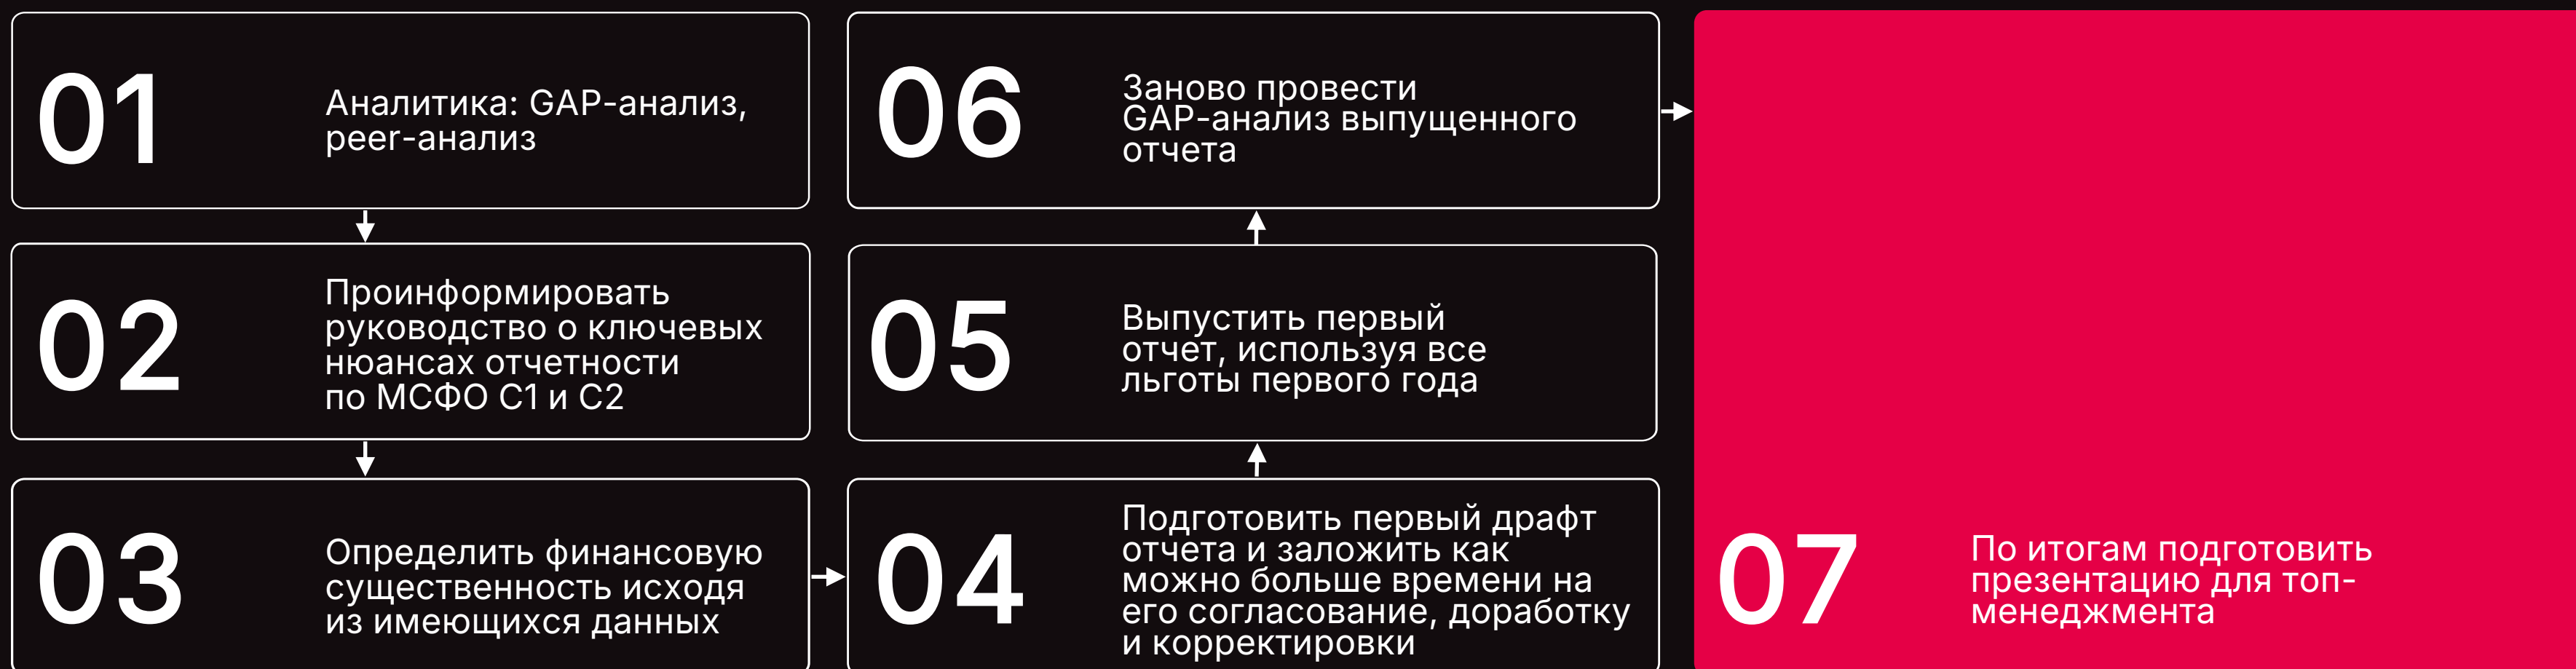 01
Аналитика: GAP-анализ,
peer-анализ
02
Проинформировать
руководство о ключевых
нюансах отчетности
по МСФО С1 и С2
03
Определить финансовую
существенность исходя
из имеющихся данных
04
Подготовить первый драфт
отчета и заложить как
можно больше времени на
его согласование, доработку
и корректировки
05
Выпустить первый
отчет, используя все
льготы первого года
06
Заново провести
GAP-анализ выпущенного
отчета
07
По итогам подготовить
презентацию для топ-
менеджмента